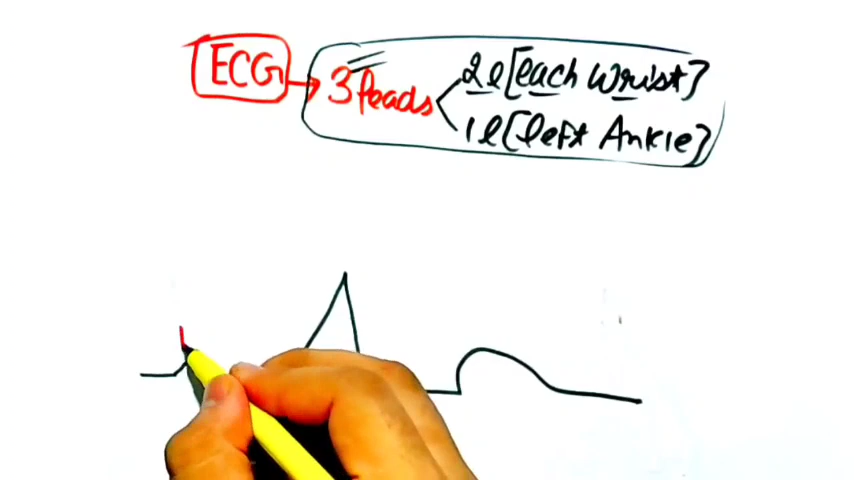 ECG → 3 leads
2 l [each wrist}
1 l [left Ankle}